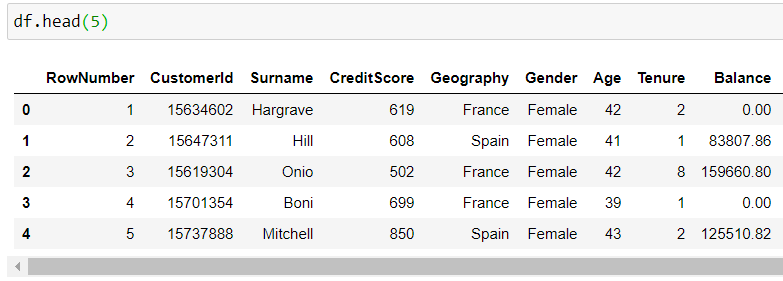 df.head(5)
RowNumber CustomerId Surname CreditScore Geography Gender Age Tenure Balance
0 1 15634602 Hargrave 619 France Female 42 2 0.00
1 2 15647311 Hill 608 Spain Female 41 1 83807.86
2 3 15619304 Onio 502 France Female 42 8 159660.80
3 4 15701354 Boni 699 France Female 39 1 0.00
4 5 15737888 Mitchell 850 Spain Female 43 2 125510.82